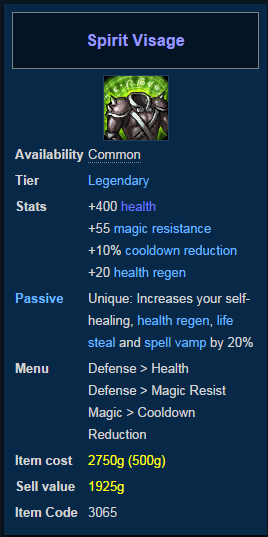 Spirit Visage
Availability Common
Tier Legendary
Stats +400 health
+55 magic resistance
+10% cooldown reduction
+20 health regen
Passive Unique: Increases your self-
healing, health regen, life
steal and spell vamp by 20%
Menu Defense > Health
Defense > Magic Resist
Magic > Cooldown
Reduction
Item cost 2750g (500g)
Sell value 1925g
Item Code 3065